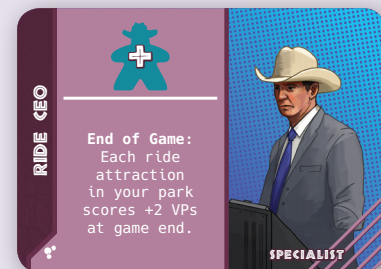 RIDE CEO
End of Game:
Each ride
attraction
in your park
scores +2 VPs
at game end.
SPECIALIST